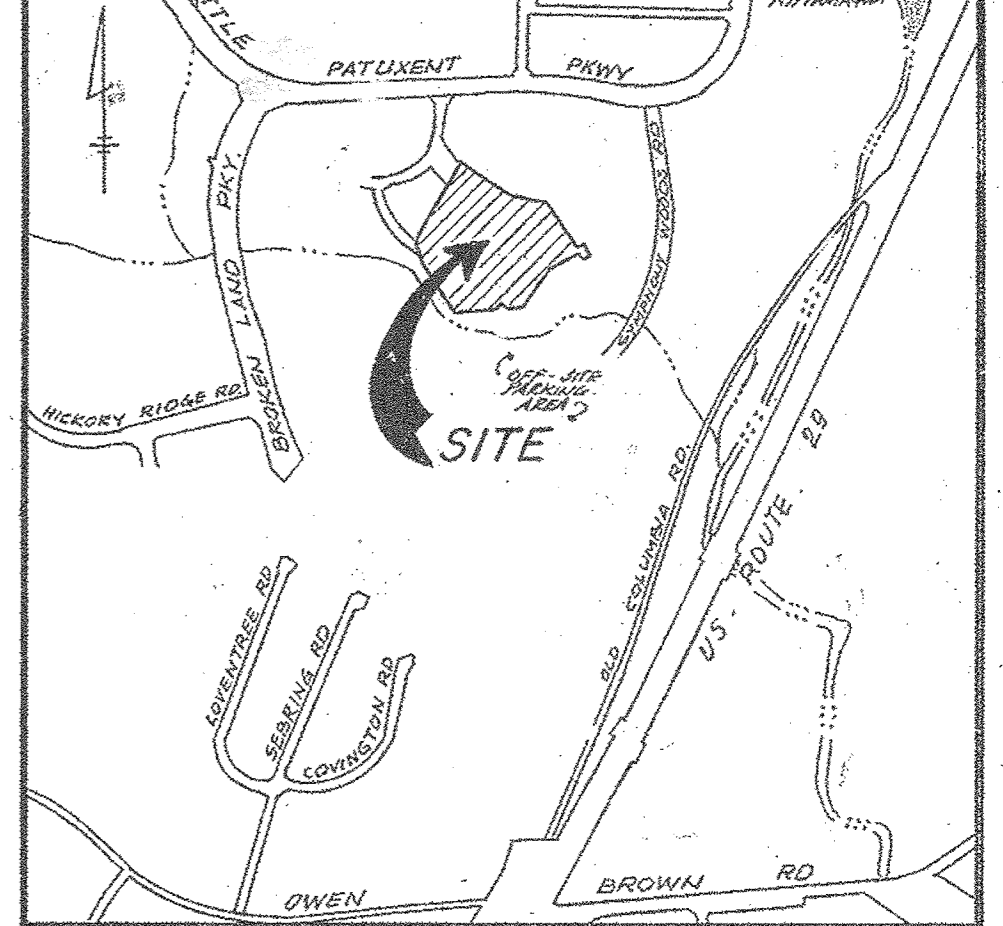 PATUXENT PKWY
BROKEN LAND PKY.
SYMPHONY WOODS RD
OFF-SITE
PARKING
AREA
HICKORY RIDGE RD.
SITE
29
OLD COLUMBIA RD.
US. ROUTE.
LOVENTREE RD
SEBRING RD
COVINGTON RD
OWEN BROWN RD